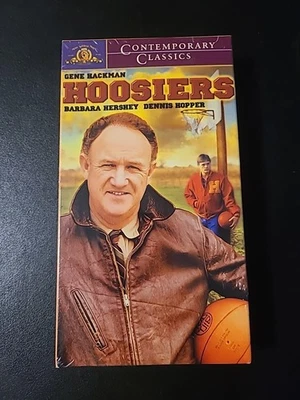 CONTEMPORARY
CLASSICS
GENE HACKMAN
HOOSIERS
BARBARA HERSHEY DENNIS HOPPER
H